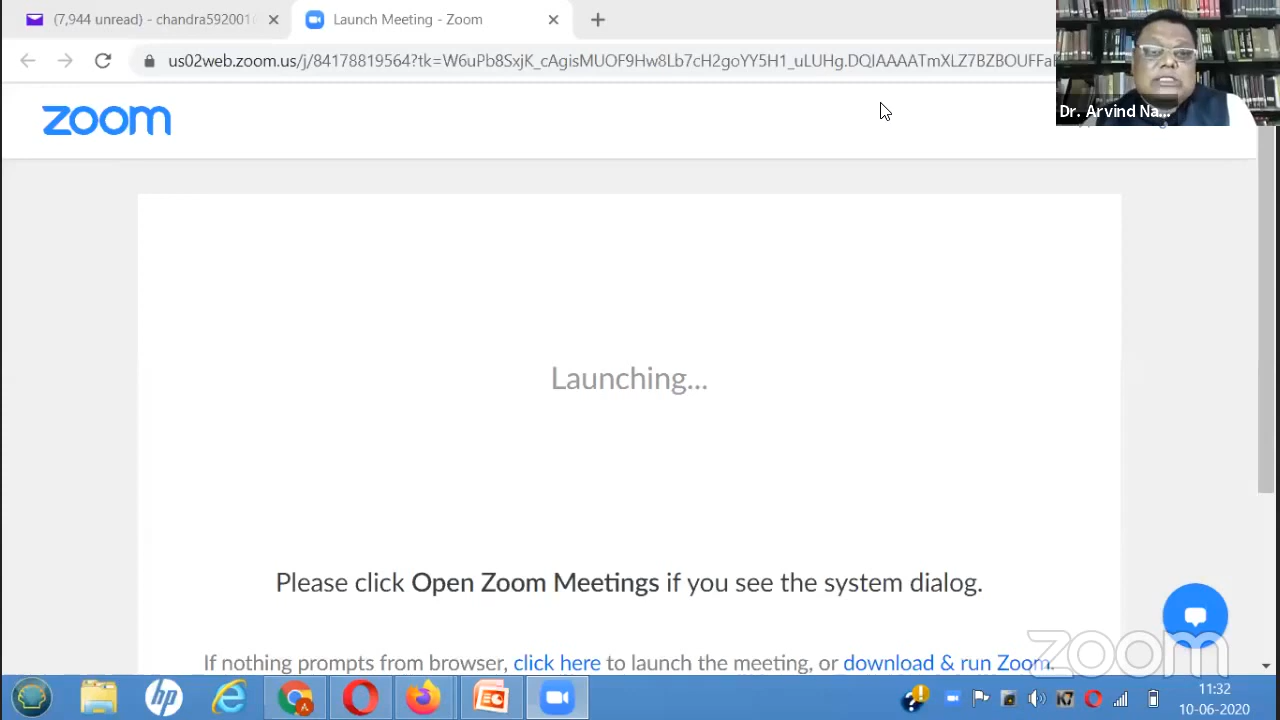 (7,944 unread) - chandra592001
Launch Meeting - Zoom
us02web.zoom.us/j/84178819564?tk=W6uPb8SxjK_cAgisMUOF9Hw8Lb7cH2goYY5H1_uLUHg.DQIAAAATmXLZ7BZBOUFFa
Dr. Arvind Na...
zoom
Launching...
Please click Open Zoom Meetings if you see the system dialog.
If nothing prompts from browser, click here to launch the meeting, or download & run Zoom.
zoom
hp
11:32
10-06-2020